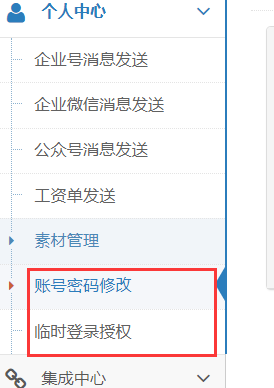 个人中心
企业号消息发送
企业微信消息发送
公众号消息发送
工资单发送
素材管理
账号密码修改
临时登录授权
集成中心